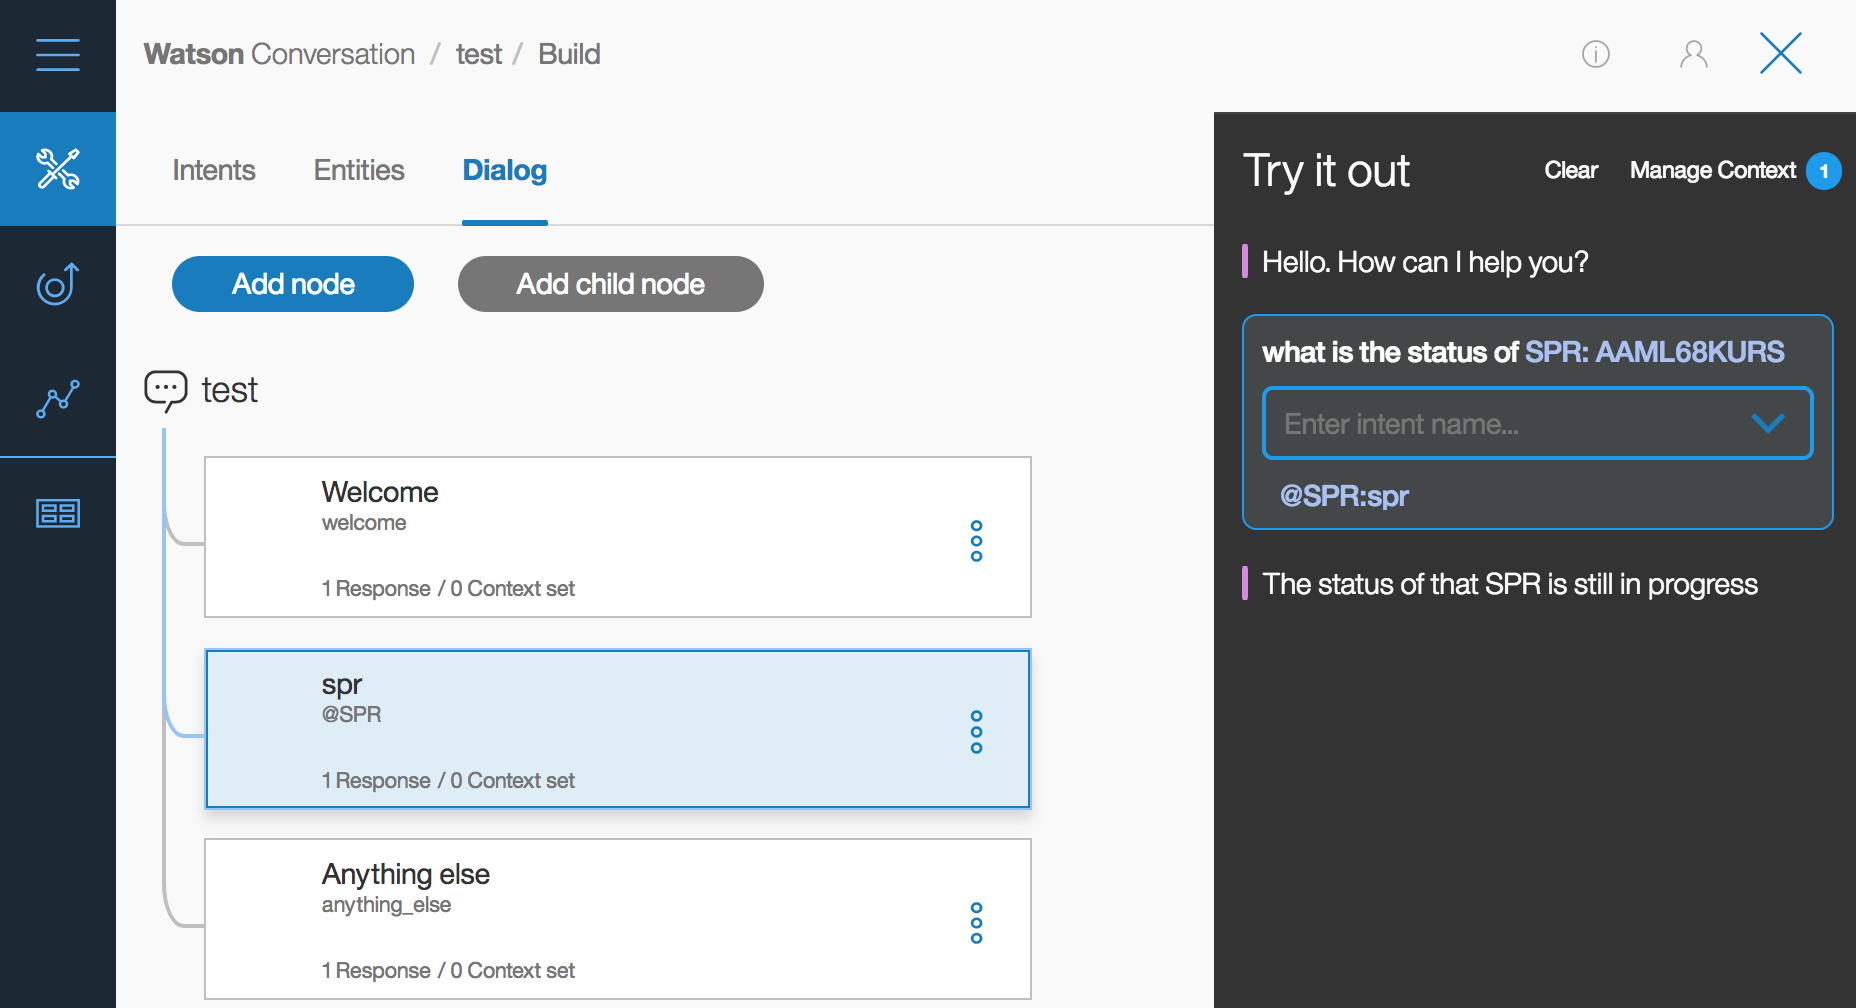 Watson Conversation / test / Build
Intents Entities Dialog
Add node Add child node
test
Welcome
welcome
1 Response / 0 Context set
spr
@SPR
1 Response / 0 Context set
Anything else
anything_else
1 Response / 0 Context set
Try it out Clear Manage Context 1
Hello. How can I help you?
what is the status of SPR: AAML68KURS
Enter intent name...
@SPR:spr
The status of that SPR is still in progress